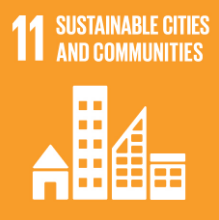 11 SUSTAINABLE CITIES
AND COMMUNITIES